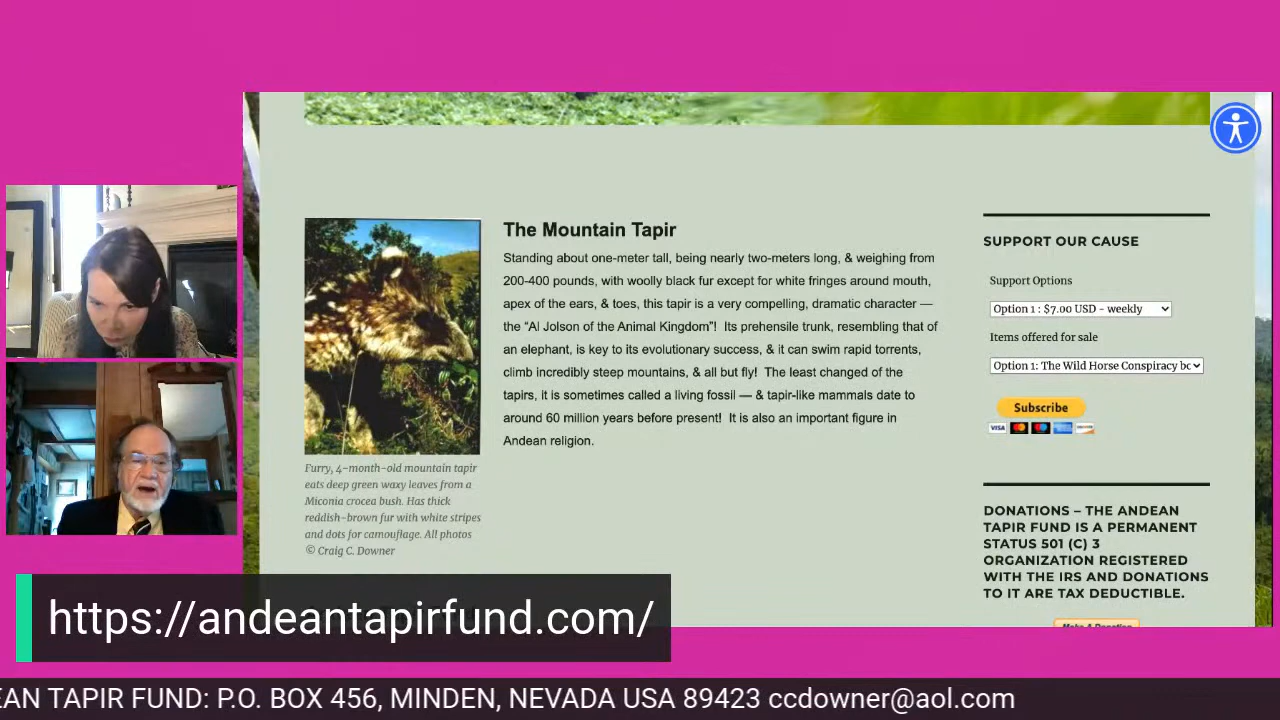 The Mountain Tapir
Standing about one-meter tall, being nearly two-meters long, & weighing from
200-400 pounds, with woolly black fur except for white fringes around mouth,
apex of the ears, & toes, this tapir is a very compelling, dramatic character —
the “Al Jolson of the Animal Kingdom”!  Its prehensile trunk, resembling that of
an elephant, is key to its evolutionary success, & it can swim rapid torrents,
climb incredibly steep mountains, & all but fly!  The least changed of the
tapirs, it is sometimes called a living fossil — & tapir-like mammals date to
around 60 million years before present!  It is also an important figure in
Andean religion.
Furry, 4-month-old mountain tapir
eats deep green waxy leaves from a
Miconia crocea bush. Has thick
reddish-brown fur with white stripes
and dots for camouflage. All photos
© Craig C. Downer
SUPPORT OUR CAUSE
Support Options
Option 1 : $7.00 USD - weekly
Items offered for sale
Option 1: The Wild Horse Conspiracy bc
Subscribe
VISA
DONATIONS – THE ANDEAN
TAPIR FUND IS A PERMANENT
STATUS 501 (C) 3
ORGANIZATION REGISTERED
WITH THE IRS AND DONATIONS
TO IT ARE TAX DEDUCTIBLE.
Make A Donation
https://andeantapirfund.com/
EAN TAPIR FUND: P.O. BOX 456, MINDEN, NEVADA USA 89423 ccdowner@aol.com